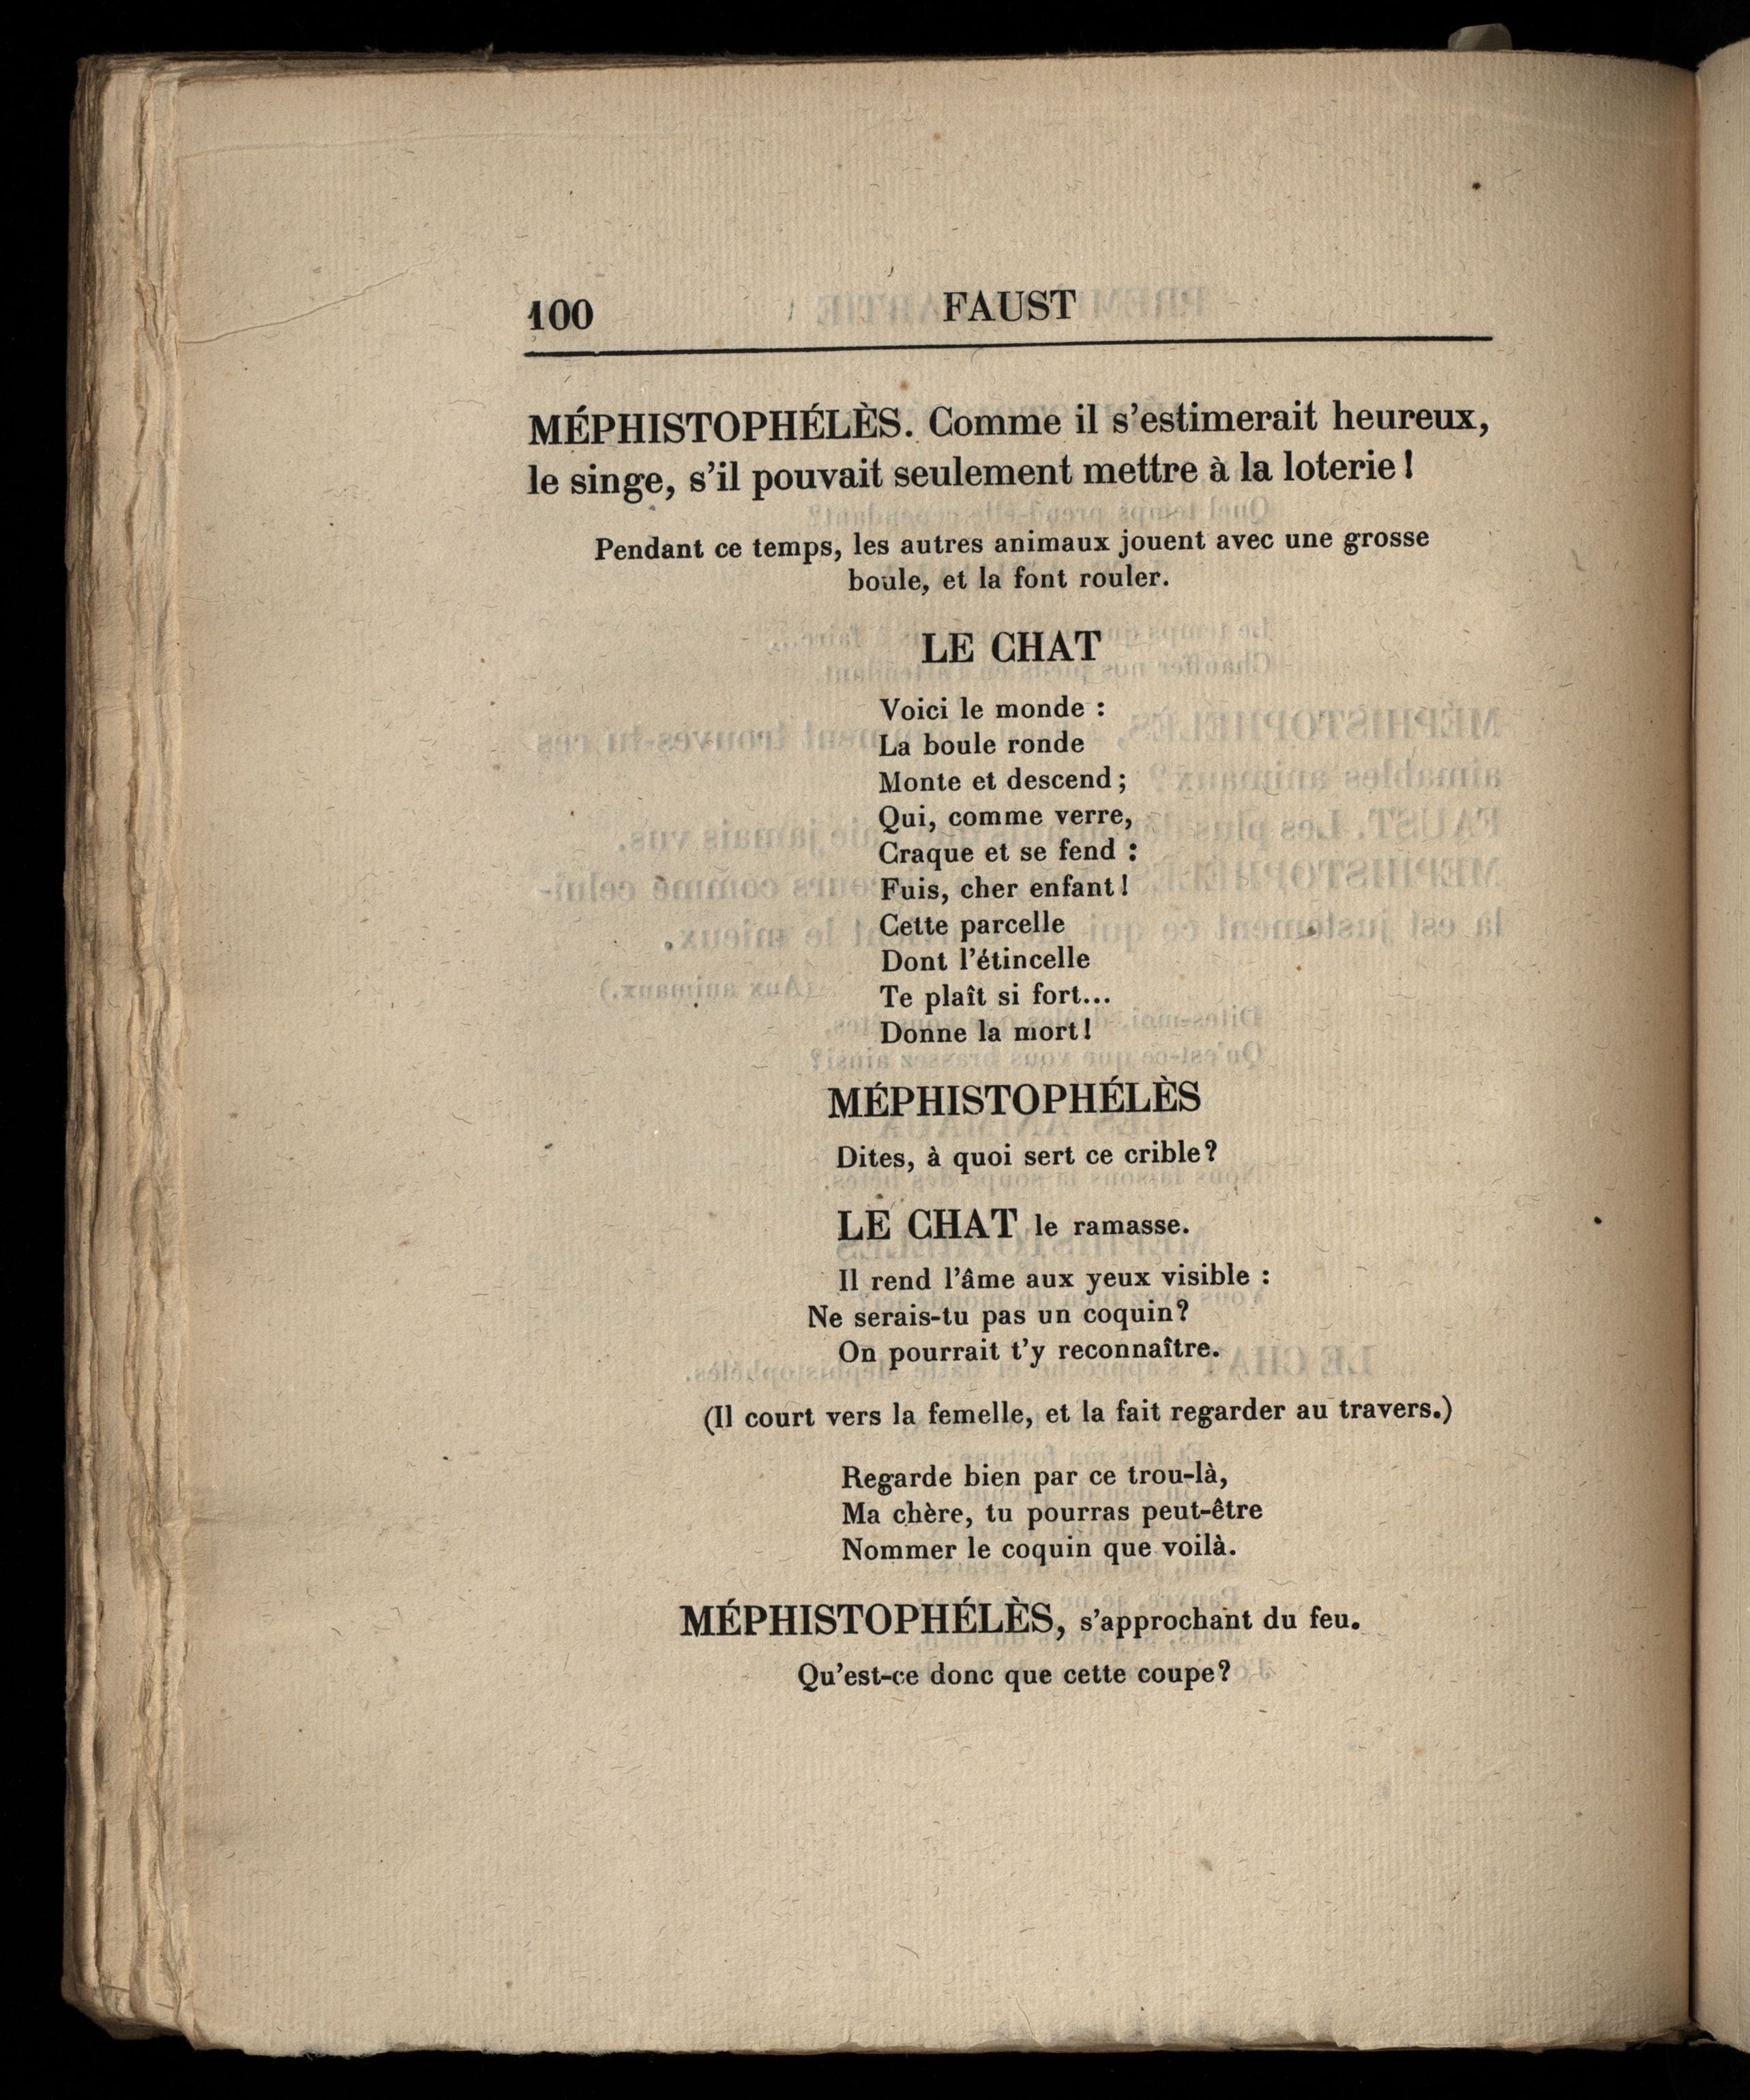 100 FAUST
MÉPHISTOPHÉLÈS. Comme il s’estimerait heureux,
le singe, s’il pouvait seulement mettre à la loterie !
Pendant ce temps, les autres animaux jouent avec une grosse
boule, et la font rouler.
LE CHAT
Voici le monde :
La boule ronde
Monte et descend ;
Qui, comme verre,
Craque et se fend :
Fuis, cher enfant !
Cette parcelle
Dont l’étincelle
Te plaît si fort...
Donne la mort !
MÉPHISTOPHÉLÈS
Dites, à quoi sert ce crible ?
LE CHAT le ramasse.
Il rend l’âme aux yeux visible :
Ne serais-tu pas un coquin ?
On pourrait t’y reconnaître.
(Il court vers la femelle, et la fait regarder au travers.)
Regarde bien par ce trou-là,
Ma chère, tu pourras peut-être
Nommer le coquin que voilà.
MÉPHISTOPHÉLÈS, s’approchant du feu.
Qu’est-ce donc que cette coupe ?